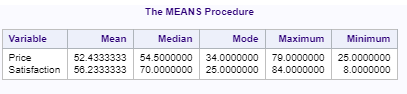 The MEANS Procedure
Variable Mean Median Mode Maximum Minimum
Price 52.4333333 54.5000000 34.0000000 79.0000000 25.0000000
Satisfaction 56.2333333 70.0000000 25.0000000 84.0000000 8.0000000